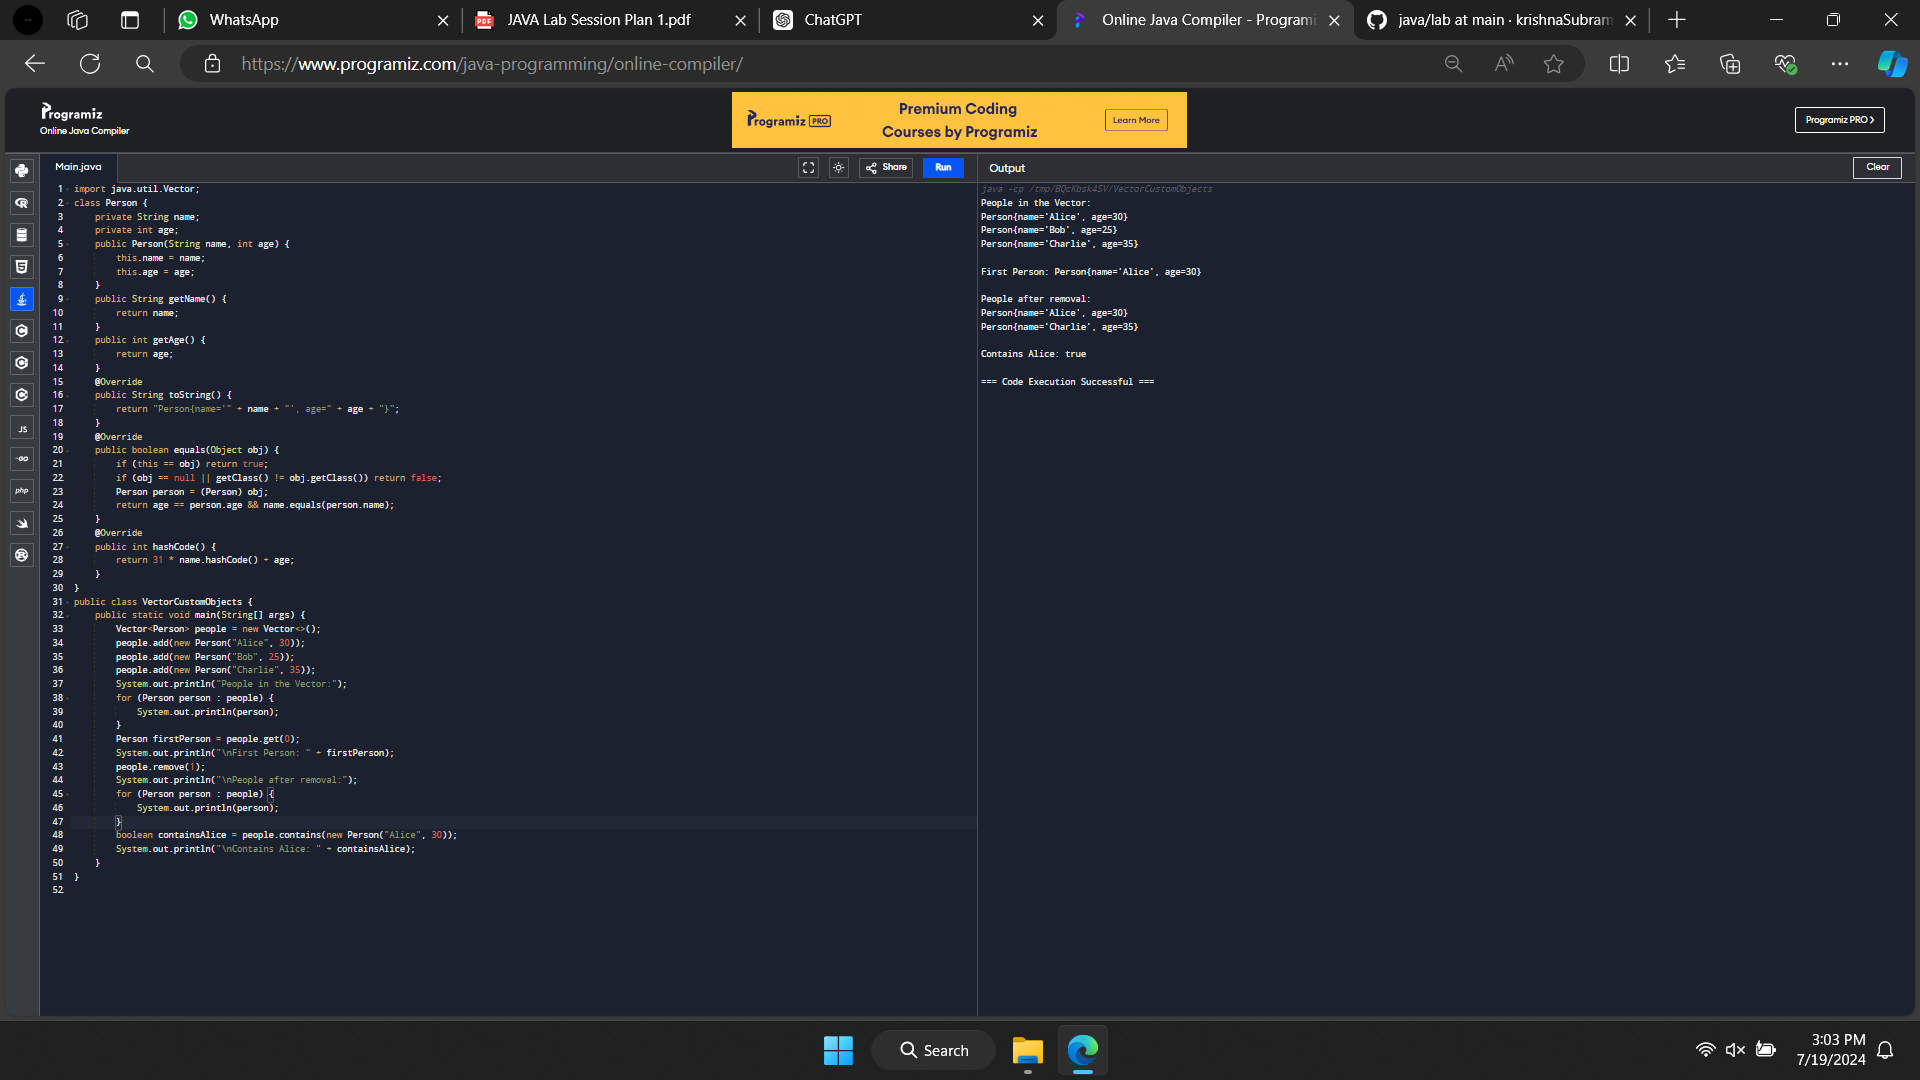 WhatsApp
JAVA Lab Session Plan 1.pdf
ChatGPT
Online Java Compiler - Programi
java/lab at main · krishnaSubram
https://www.programiz.com/java-programming/online-compiler/
Programiz
Online Java Compiler
Programiz PRO
Premium Coding
Courses by Programiz
Learn More
Programiz PRO >
Main.java
Share
Run
Output
Clear
1 import java.util.Vector;
2 class Person {
3     private String name;
4     private int age;
5     public Person(String name, int age) {
6         this.name = name;
7         this.age = age;
8     }
9     public String getName() {
10         return name;
11     }
12     public int getAge() {
13         return age;
14     }
15     @Override
16     public String toString() {
17         return "Person{name='" + name + "', age=" + age + "}";
18     }
19     @Override
20     public boolean equals(Object obj) {
21         if (this == obj) return true;
22         if (obj == null || getClass() != obj.getClass()) return false;
23         Person person = (Person) obj;
24         return age == person.age && name.equals(person.name);
25     }
26     @Override
27     public int hashCode() {
28         return 31 * name.hashCode() + age;
29     }
30 }
31 public class VectorCustomObjects {
32     public static void main(String[] args) {
33         Vector<Person> people = new Vector<>();
34         people.add(new Person("Alice", 30));
35         people.add(new Person("Bob", 25));
36         people.add(new Person("Charlie", 35));
37         System.out.println("People in the Vector:");
38         for (Person person : people) {
39             System.out.println(person);
40         }
41         Person firstPerson = people.get(0);
42         System.out.println("\nFirst Person: " + firstPerson);
43         people.remove(1);
44         System.out.println("\nPeople after removal:");
45         for (Person person : people) {
46             System.out.println(person);
47         }
48         boolean containsAlice = people.contains(new Person("Alice", 30));
49         System.out.println("\nContains Alice: " + containsAlice);
50     }
51 }
52
java -cp /tmp/BQcKbsk45V/VectorCustomObjects
People in the Vector:
Person{name='Alice', age=30}
Person{name='Bob', age=25}
Person{name='Charlie', age=35}
First Person: Person{name='Alice', age=30}
People after removal:
Person{name='Alice', age=30}
Person{name='Charlie', age=35}
Contains Alice: true
=== Code Execution Successful ===
JS
GO
php
Search
3:03 PM
7/19/2024